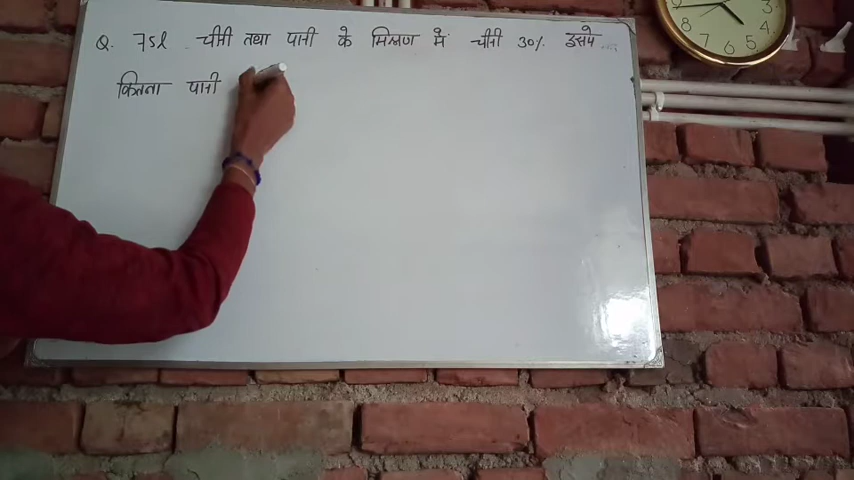 Q. 75l चीनी तथा पानी के मिश्रण में चीनी 30% इसमें
कितना पानी